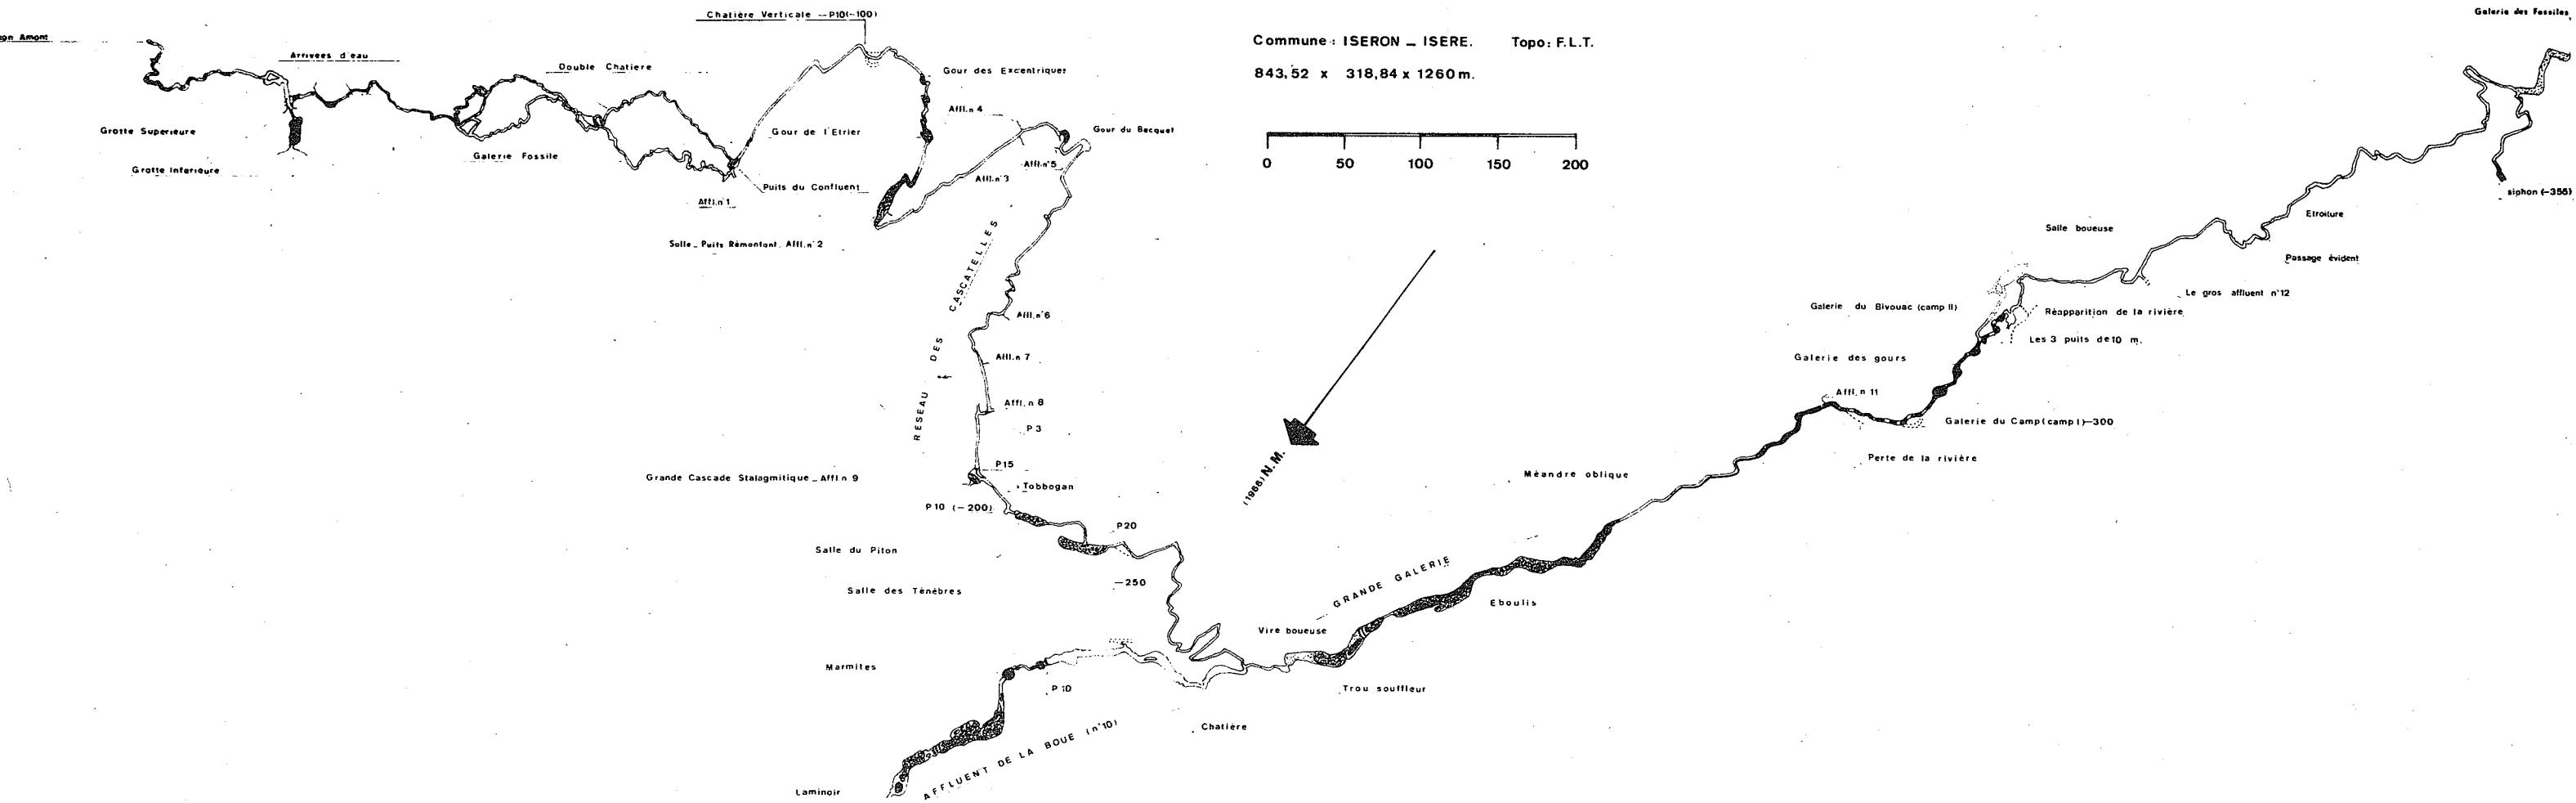 Amont
Chatière Verticale _ P10(-100)
Galerie des Fossiles
Commune : ISERON _ ISERE. Topo: F.L.T.
843,52 x 318,84 x 1260 m.
0 50 100 150 200
Arrivées d'eau
Double Chatière
Gour des Excentriques
Affl.n°4
Gour du Becquet
Grotte Supérieure
Gour de l'Etrier
Galerie Fossile
Grotte Inférieure
Affl.n°5
Affl.n°3
Puits du Confluent
Affl.n°1
siphon (-355)
Etroiture
Salle _ Puits Rémontant. Affl.n°2
Salle boueuse
Passage évident
RESEAU DES CASCATELLES
Le gros affluent n°12
Galerie du Bivouac (camp II)
Réapparition de la rivière
Affl.n°6
Les 3 puits de 10 m.
Affl.n 7
Galerie des gours
Affl. n 11
Affl. n 8
P 3
Galerie du Camp (camp I) -300
Perte de la rivière
(1966) N.M.
P15
Méandre oblique
Grande Cascade Stalagmitique _ Affl.n 9
Tobbogan
P10 (-200)
P20
Salle du Piton
-250
Salle des Ténèbres
GRANDE GALERIE
Eboulis
Vire boueuse
Marmites
P 10
Trou souffleur
Chatière
AFFLUENT DE LA BOUE (n°10)
Laminoir